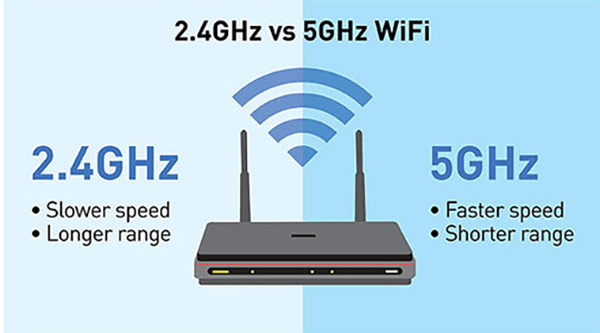 2.4GHz vs 5GHz WiFi
2.4GHz
• Slower speed
• Longer range
5GHz
• Faster speed
• Shorter range